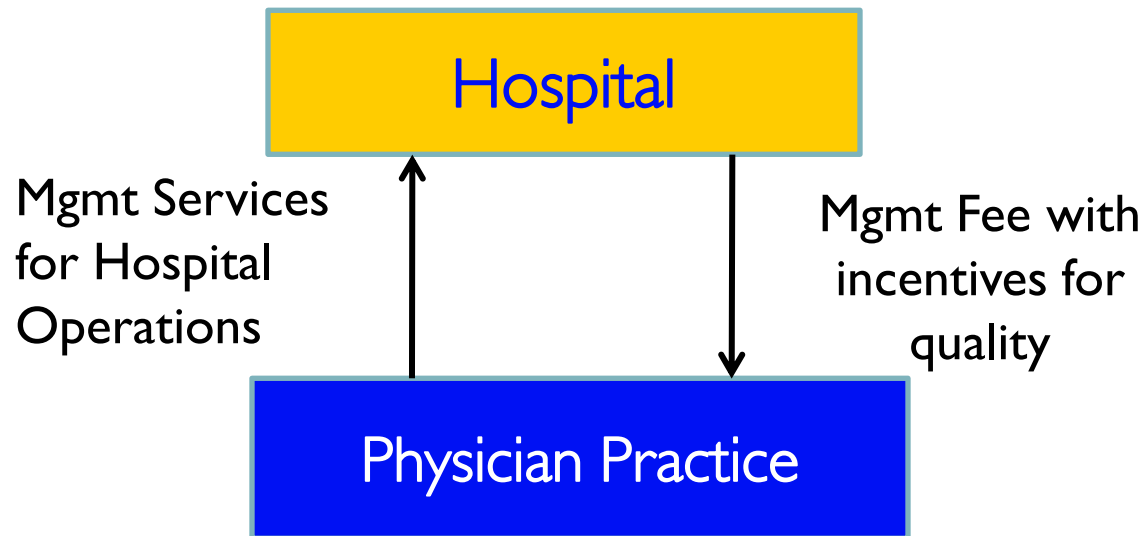 Hospital
Mgmt Services
for Hospital
Operations
Mgmt Fee with
incentives for
quality
Physician Practice